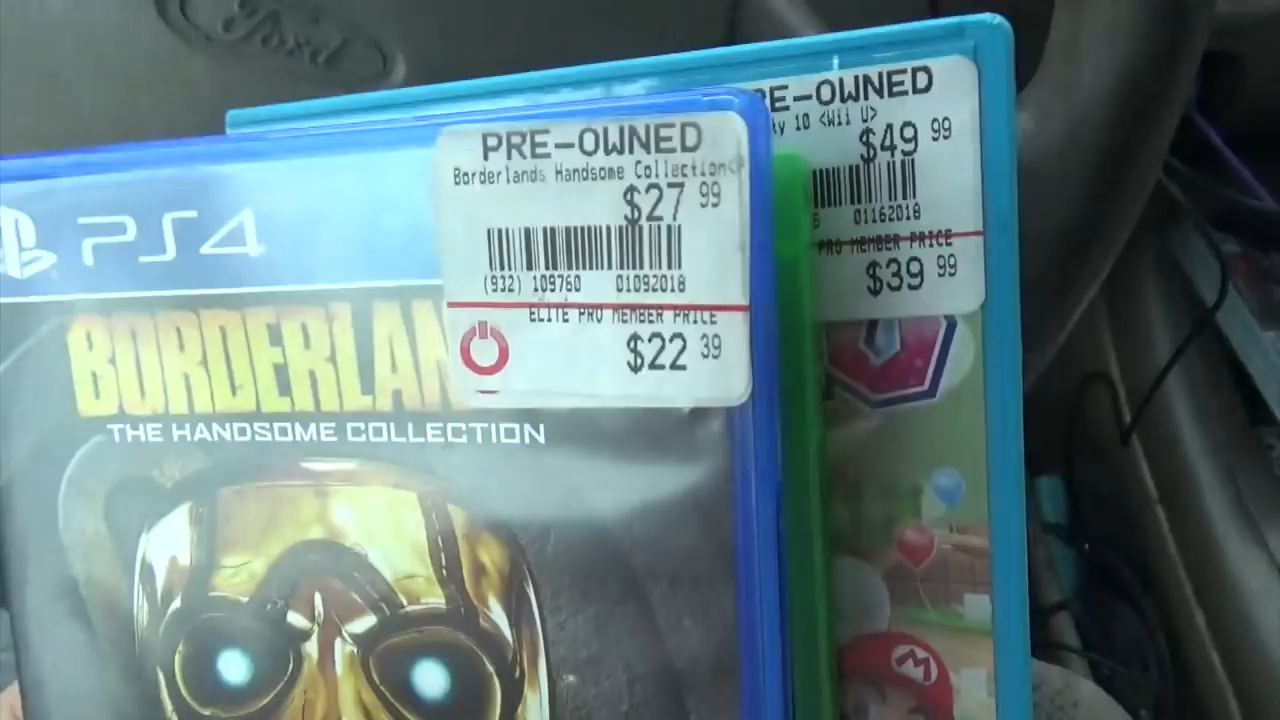 Ford
PRE-OWNED
Borderlands Handsome Collection
$27 99
(932) 109760 01092018
ELITE PRO MEMBER PRICE
$22 39
PS4
BORDERLAN
THE HANDSOME COLLECTION
RE-OWNED
ty 10 <Wii U>
$49 99
01162018
PRO MEMBER PRICE
$39 99
M